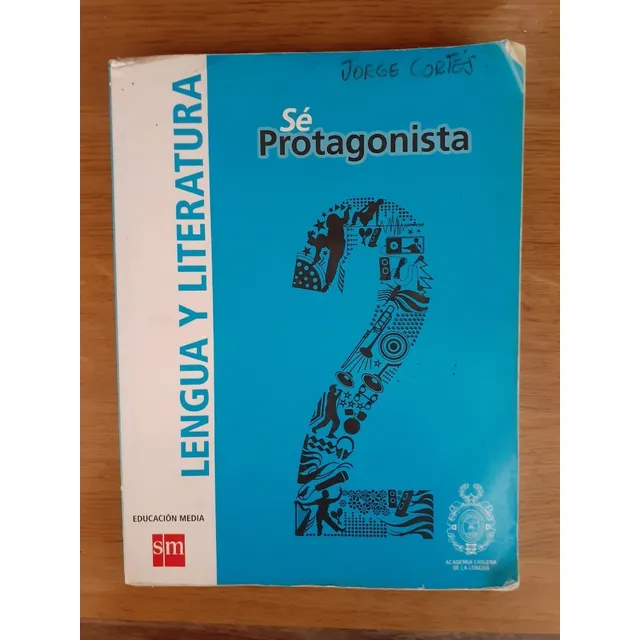 JORGE CORTÉS
Sé
Protagonista
LENGUA Y LITERATURA
2
EDUCACIÓN MEDIA
sm
ACADEMIA CHILENA
DE LA LENGUA